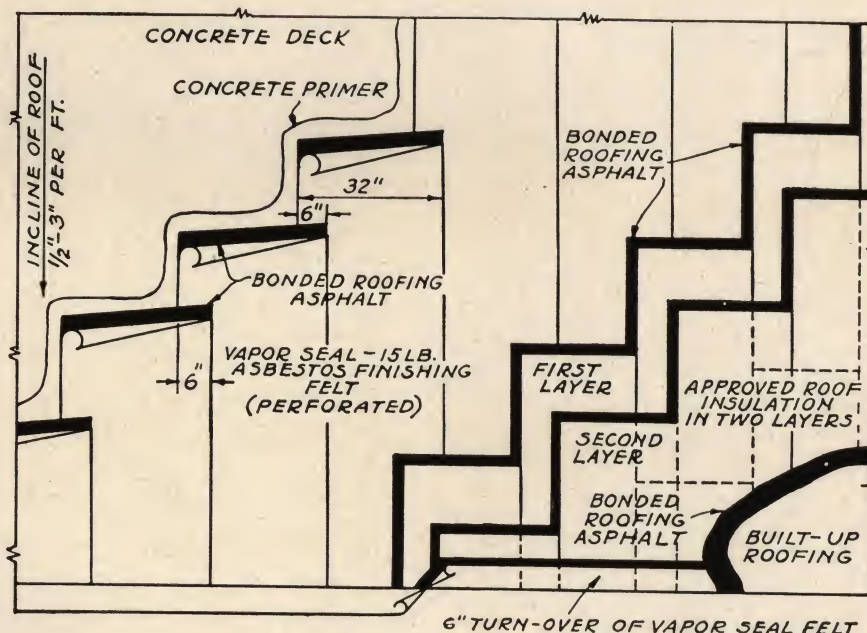 CONCRETE DECK
CONCRETE PRIMER
INCLINE OF ROOF
1/2"-3" PER FT.
32"
6"
BONDED ROOFING
ASPHALT
VAPOR SEAL-15 LB.
ASBESTOS FINISHING
FELT
(PERFORATED)
6"
BONDED
ROOFING
ASPHALT
FIRST
LAYER
APPROVED ROOF
INSULATION
IN TWO LAYERS
SECOND
LAYER
BONDED
ROOFING
ASPHALT
BUILT-UP
ROOFING
6" TURN-OVER OF VAPOR SEAL FELT